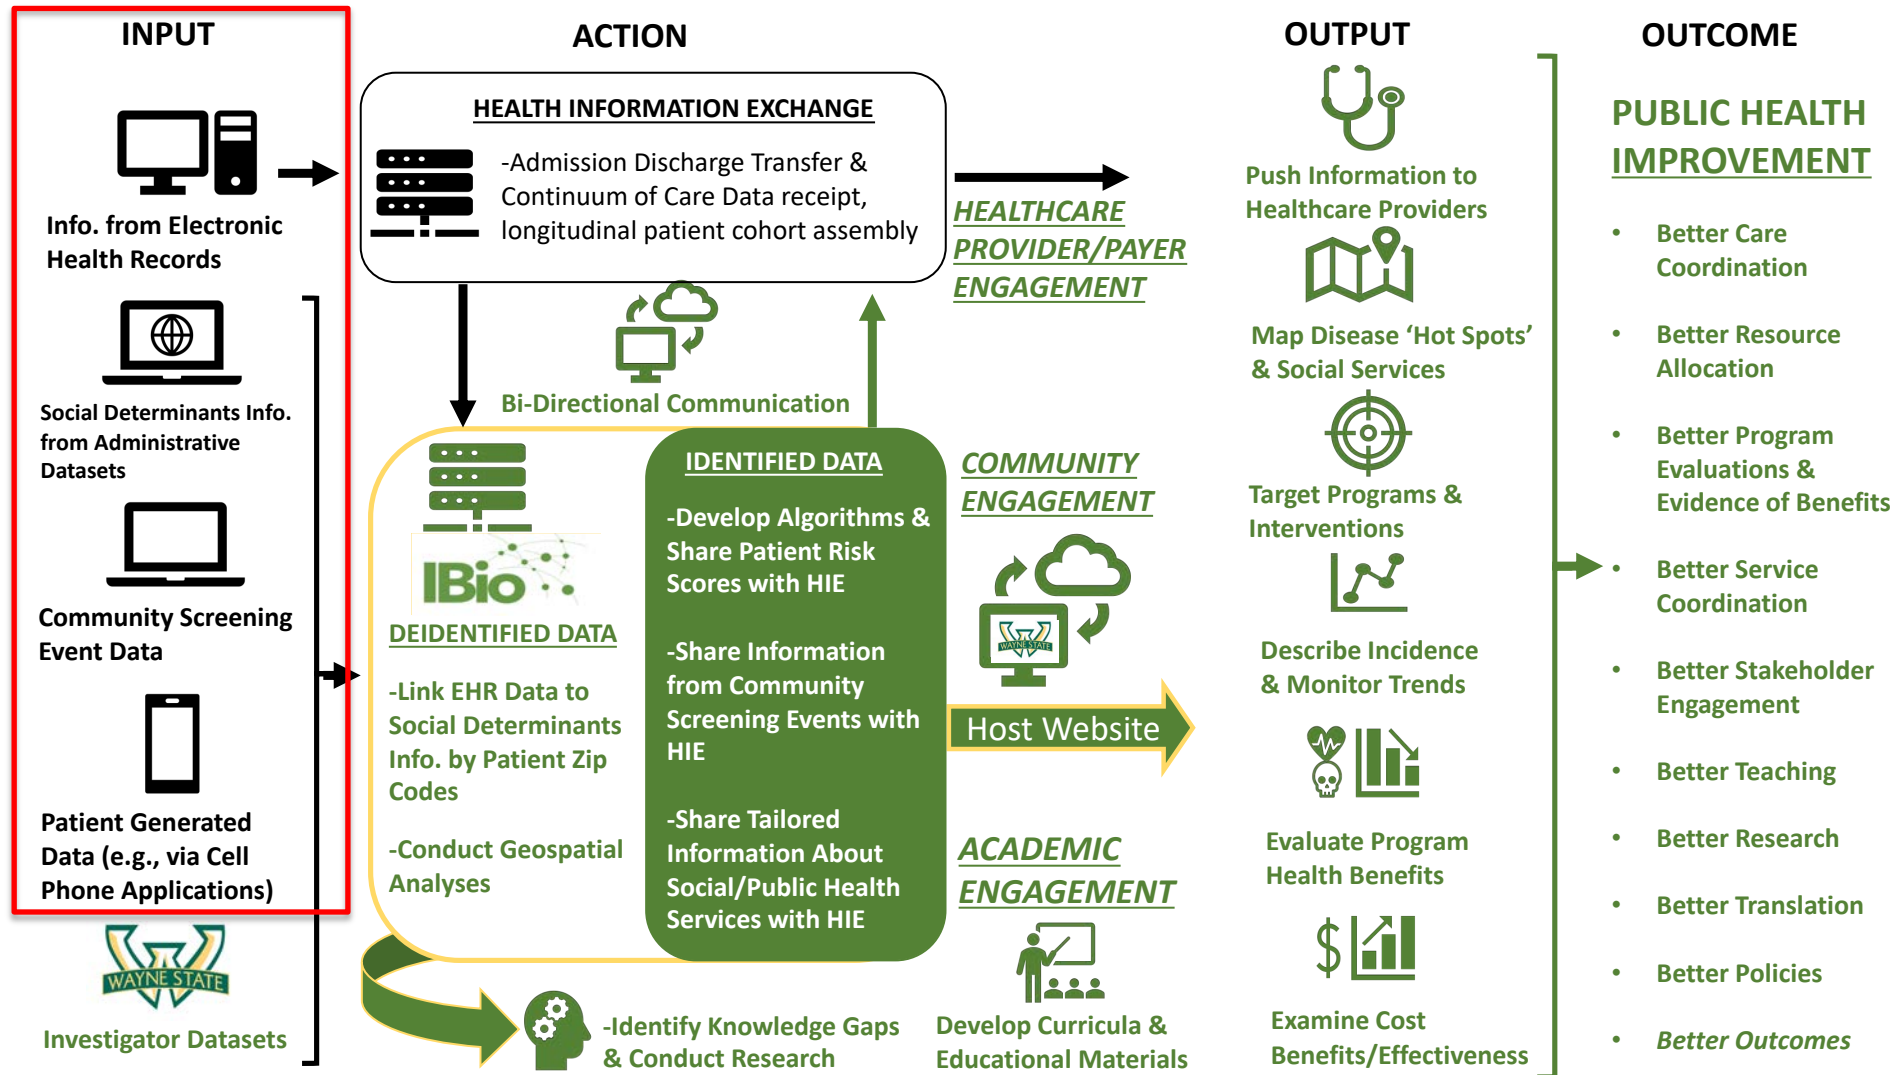 INPUT
Info. from Electronic
Health Records
Social Determinants Info.
from Administrative
Datasets
Community Screening
Event Data
Patient Generated
Data (e.g., via Cell
Phone Applications)
WAYNE STATE
Investigator Datasets
ACTION
HEALTH INFORMATION EXCHANGE
-Admission Discharge Transfer &
Continuum of Care Data receipt,
longitudinal patient cohort assembly
Bi-Directional Communication
IBio
DEIDENTIFIED DATA
-Link EHR Data to
Social Determinants
Info. by Patient Zip
Codes
-Conduct Geospatial
Analyses
IDENTIFIED DATA
-Develop Algorithms &
Share Patient Risk
Scores with HIE
-Share Information
from Community
Screening Events with
HIE
-Share Tailored
Information About
Social/Public Health
Services with HIE
-Identify Knowledge Gaps
& Conduct Research
HEALTHCARE
PROVIDER/PAYER
ENGAGEMENT
COMMUNITY
ENGAGEMENT
WAYNE STATE
Host Website
ACADEMIC
ENGAGEMENT
Develop Curricula &
Educational Materials
OUTPUT
Push Information to
Healthcare Providers
Map Disease ‘Hot Spots’
& Social Services
Target Programs &
Interventions
Describe Incidence
& Monitor Trends
Evaluate Program
Health Benefits
$
Examine Cost
Benefits/Effectiveness
OUTCOME
PUBLIC HEALTH
IMPROVEMENT
• Better Care
Coordination
• Better Resource
Allocation
• Better Program
Evaluations &
Evidence of Benefits
• Better Service
Coordination
• Better Stakeholder
Engagement
• Better Teaching
• Better Research
• Better Translation
• Better Policies
• Better Outcomes